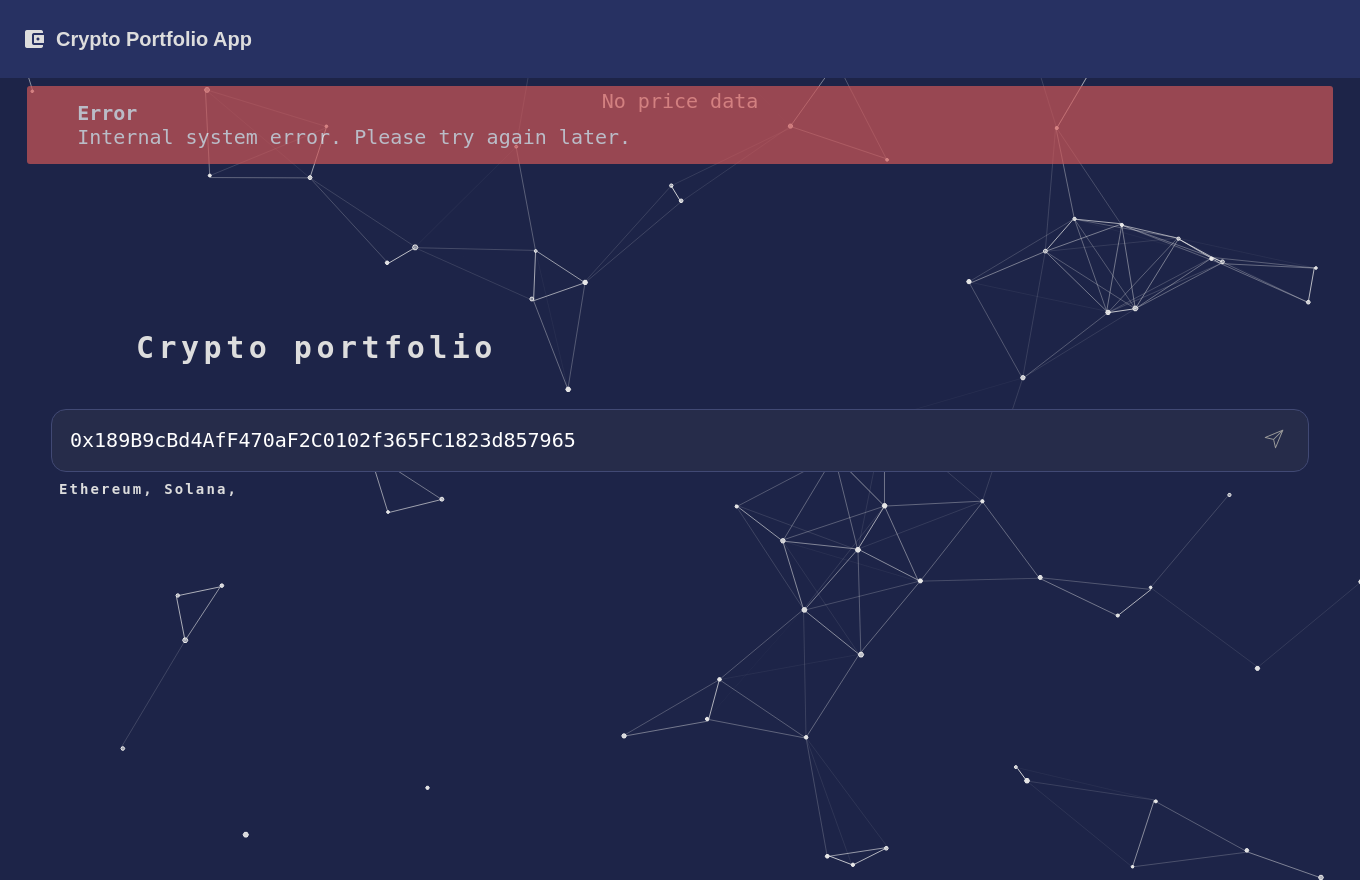 Crypto Portfolio App
No price data
Error
Internal system error. Please try again later.
Crypto portfolio
0x189B9cBd4AfF470aF2C0102f365FC1823d857965
Ethereum, Solana,